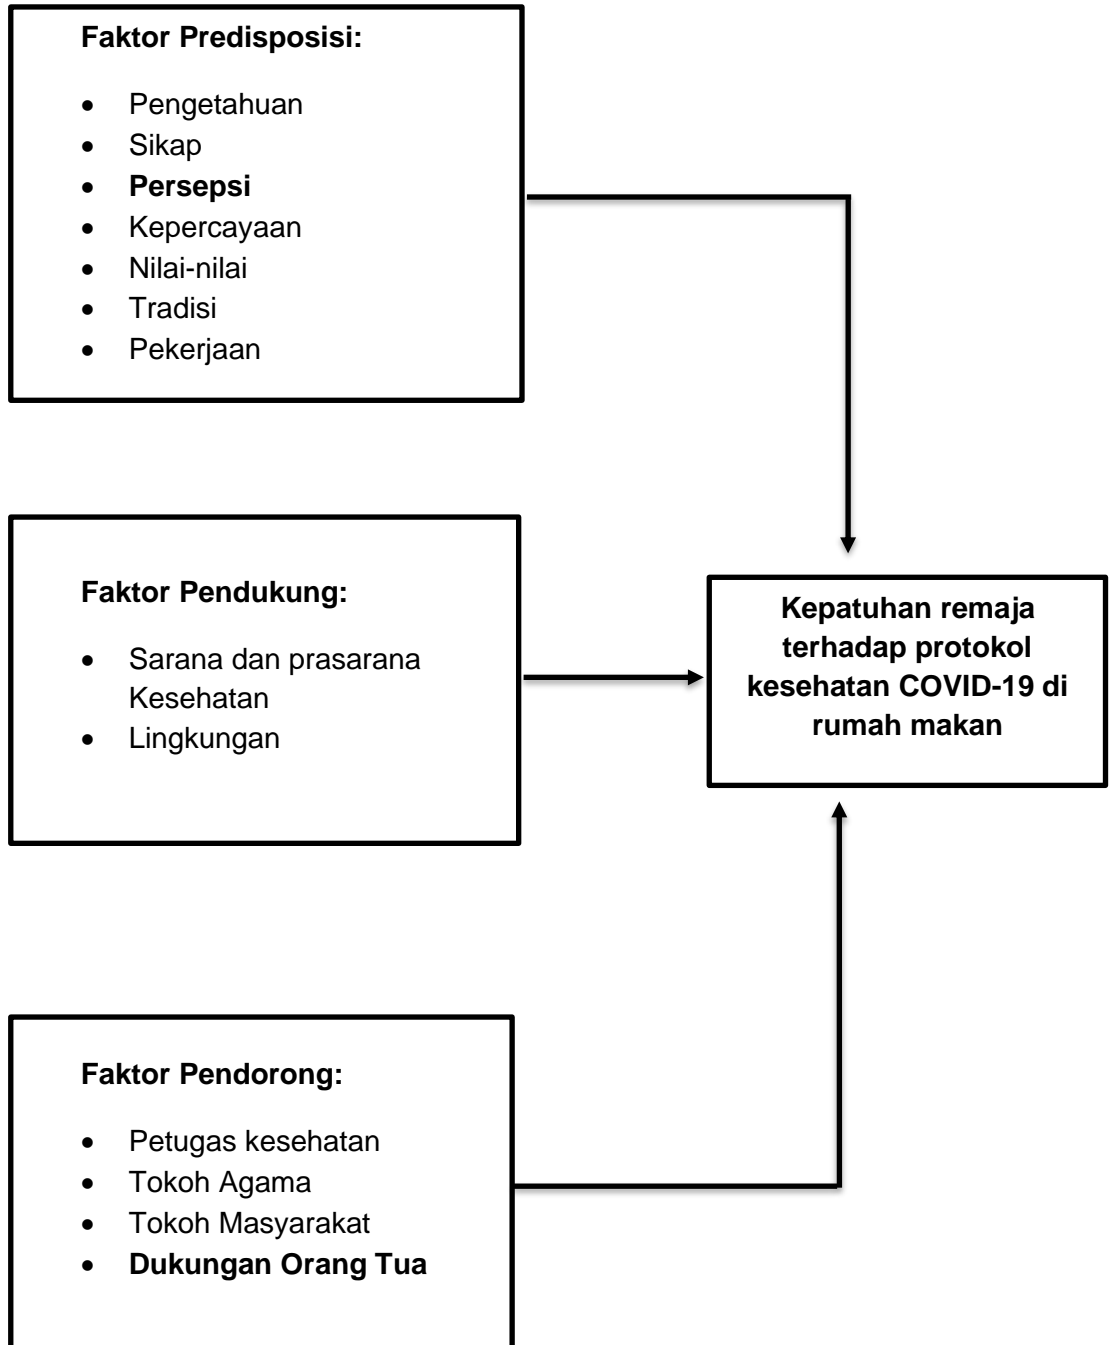 Faktor Predisposisi:
• Pengetahuan
• Sikap
• Persepsi
• Kepercayaan
• Nilai-nilai
• Tradisi
• Pekerjaan
Faktor Pendukung:
• Sarana dan prasarana
Kesehatan
• Lingkungan
Kepatuhan remaja
terhadap protokol
kesehatan COVID-19 di
rumah makan
Faktor Pendorong:
• Petugas kesehatan
• Tokoh Agama
• Tokoh Masyarakat
• Dukungan Orang Tua